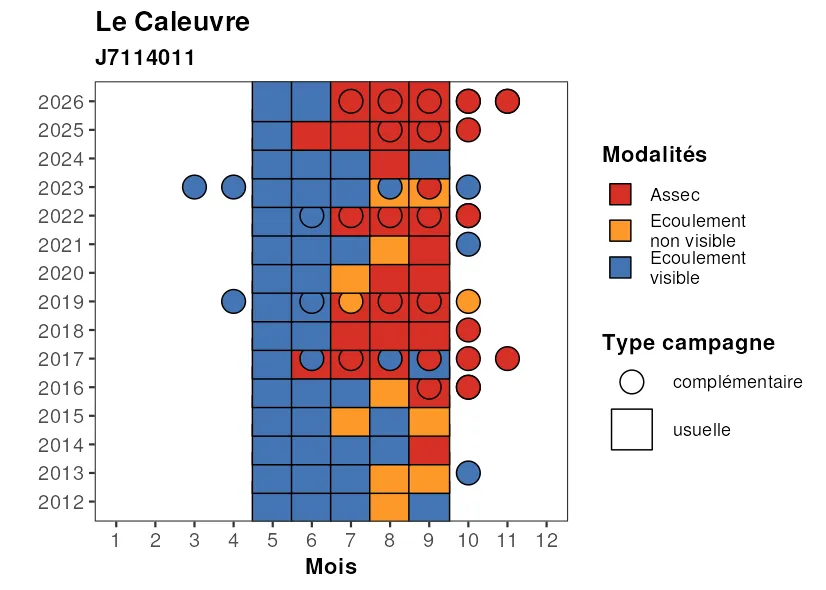 Le Caleuvre
J7114011
2026
2025
2024
2023
2022
2021
2020
2019
2018
2017
2016
2015
2014
2013
2012
1 2 3 4 5 6 7 8 9 10 11 12
Mois
Modalités
Assec
Ecoulement
non visible
Ecoulement
visible
Type campagne
complémentaire
usuelle